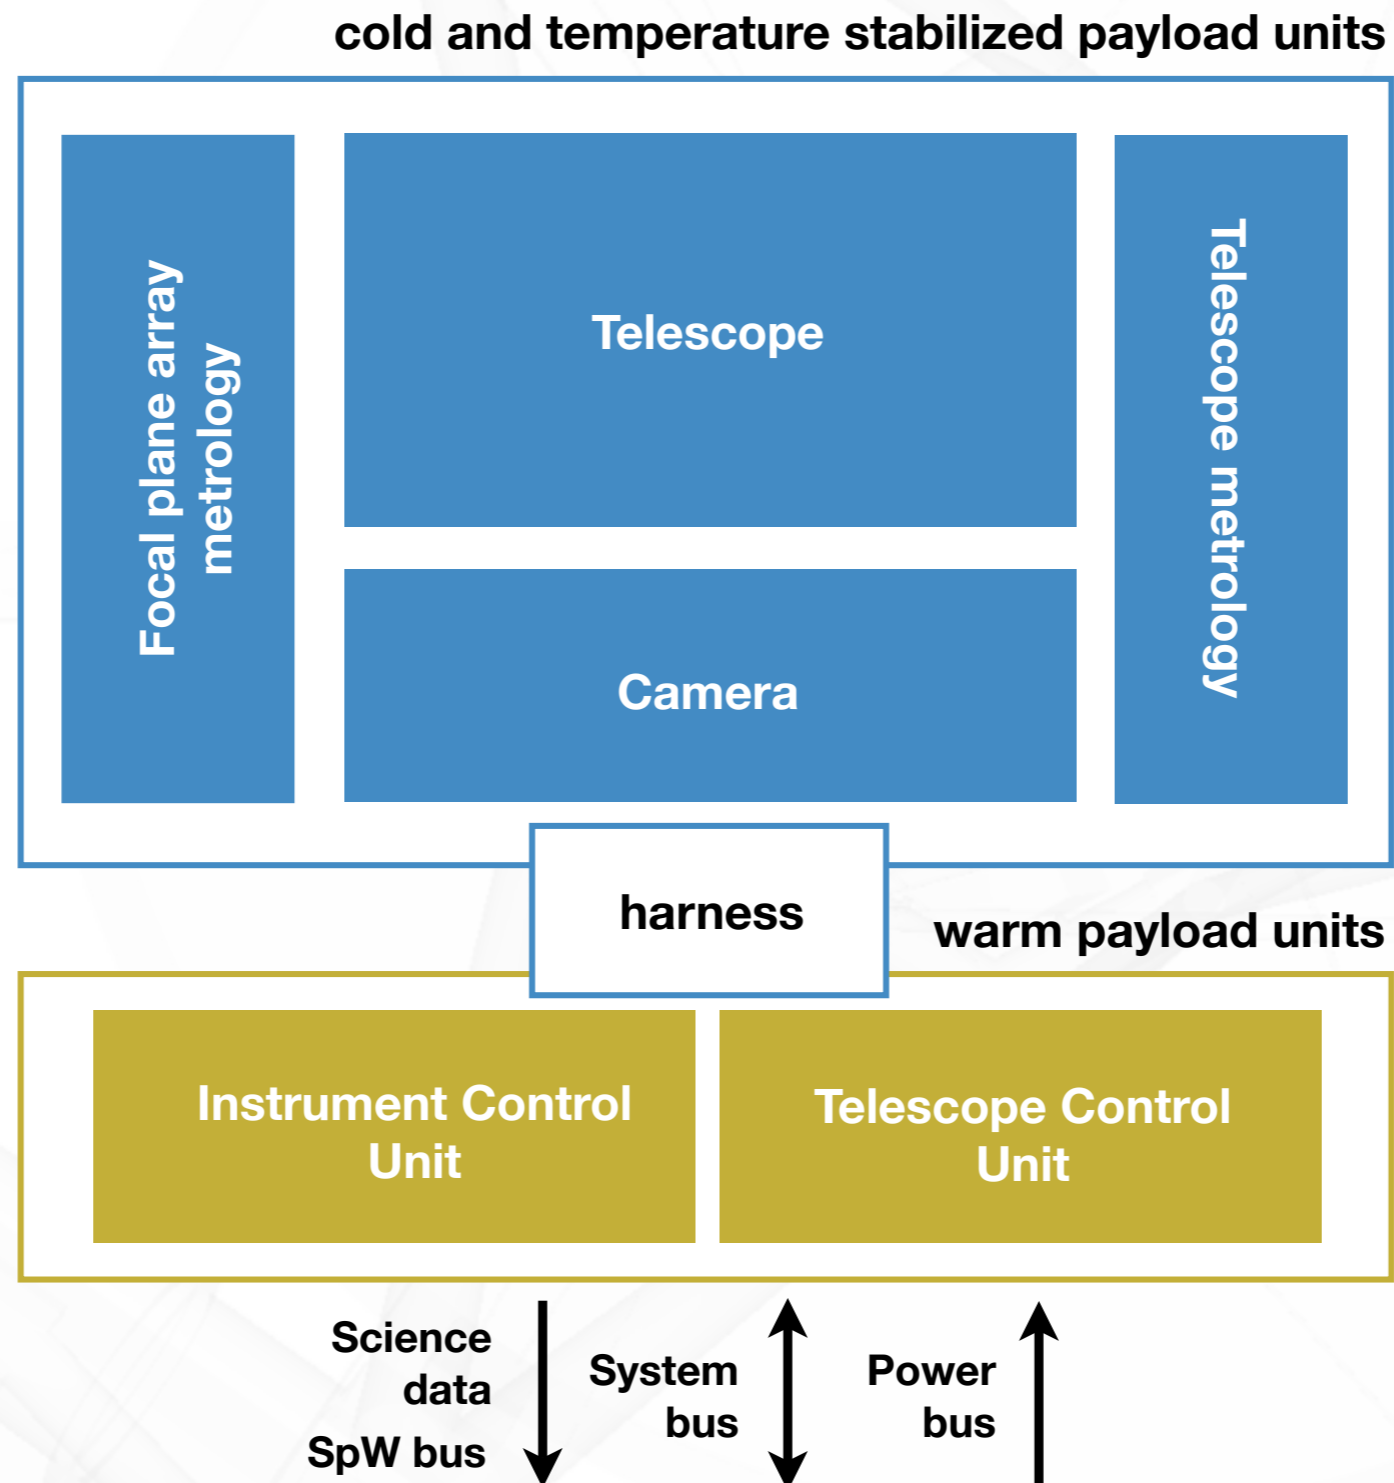 cold and temperature stabilized payload units
Focal plane array
metrology
Telescope
Camera
Telescope metrology
harness
warm payload units
Instrument Control
Unit
Telescope Control
Unit
Science
data
SpW bus
System
bus
Power
bus